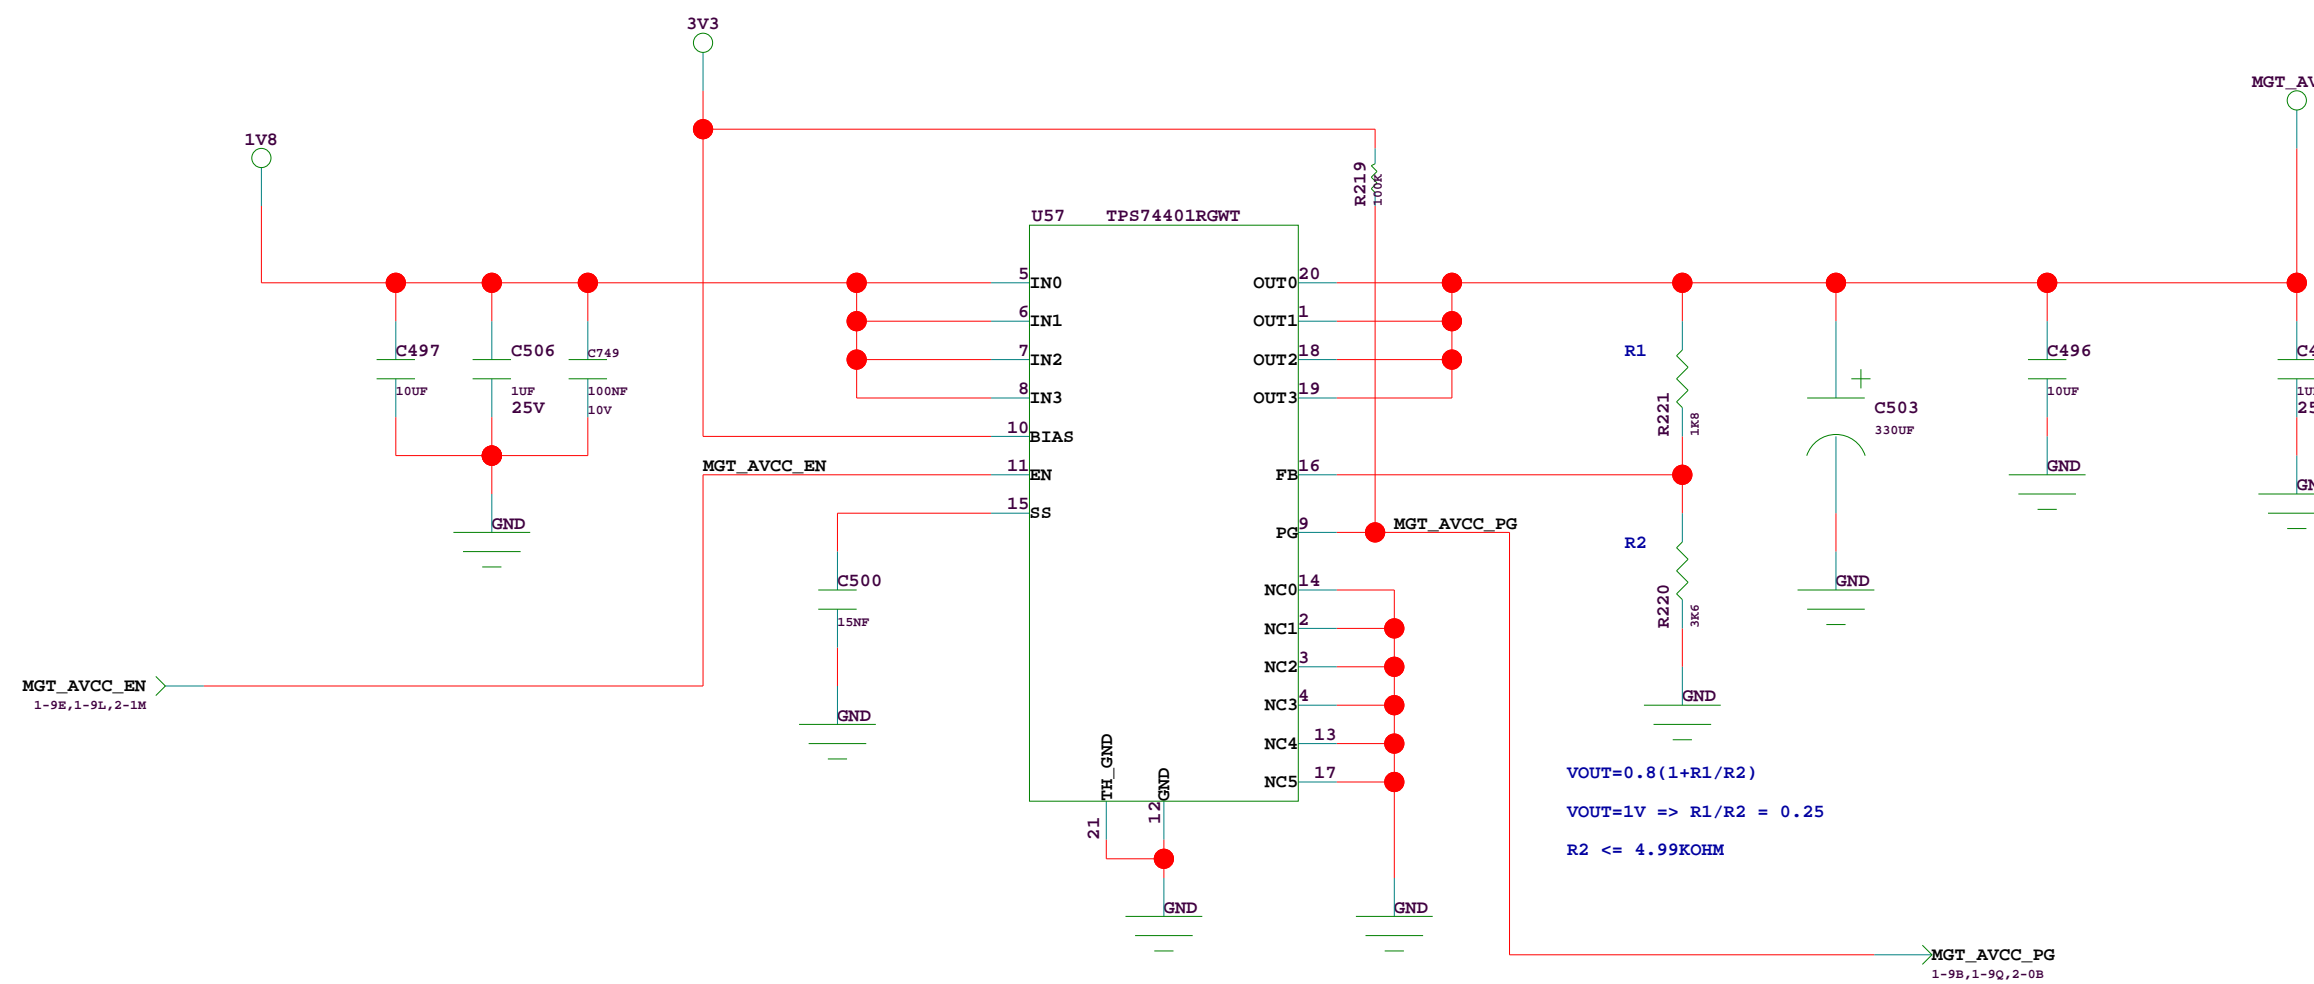 3V3
1V8
MGT_AV
R219
100K
U57 TPS74401RGWT
5 IN0
6 IN1
7 IN2
8 IN3
10 BIAS
11 EN
15 SS
OUT0 20
OUT1 1
OUT2 18
OUT3 19
FB 16
PG 9
NC0 14
NC1 2
NC2 3
NC3 4
NC4 13
NC5 17
TH_GND
21
GND
12
C497
10UF
C506
1UF
25V
C749
100NF
10V
GND
MGT_AVCC_EN
C500
15NF
GND
MGT_AVCC_EN
1-9E,1-9L,2-1M
GND
GND
MGT_AVCC_PG
R1
R221
1K8
R2
R220
3K6
GND
C503
330UF
GND
C496
10UF
GND
C4
1U
25
GN
VOUT=0.8(1+R1/R2)
VOUT=1V => R1/R2 = 0.25
R2 <= 4.99KOHM
MGT_AVCC_PG
1-9B,1-9Q,2-0B